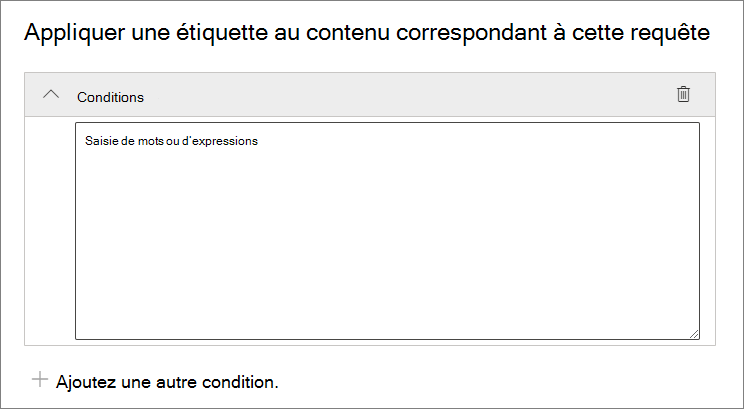 Appliquer une étiquette au contenu correspondant à cette requête
Conditions
Saisie de mots ou d'expressions
Ajoutez une autre condition.